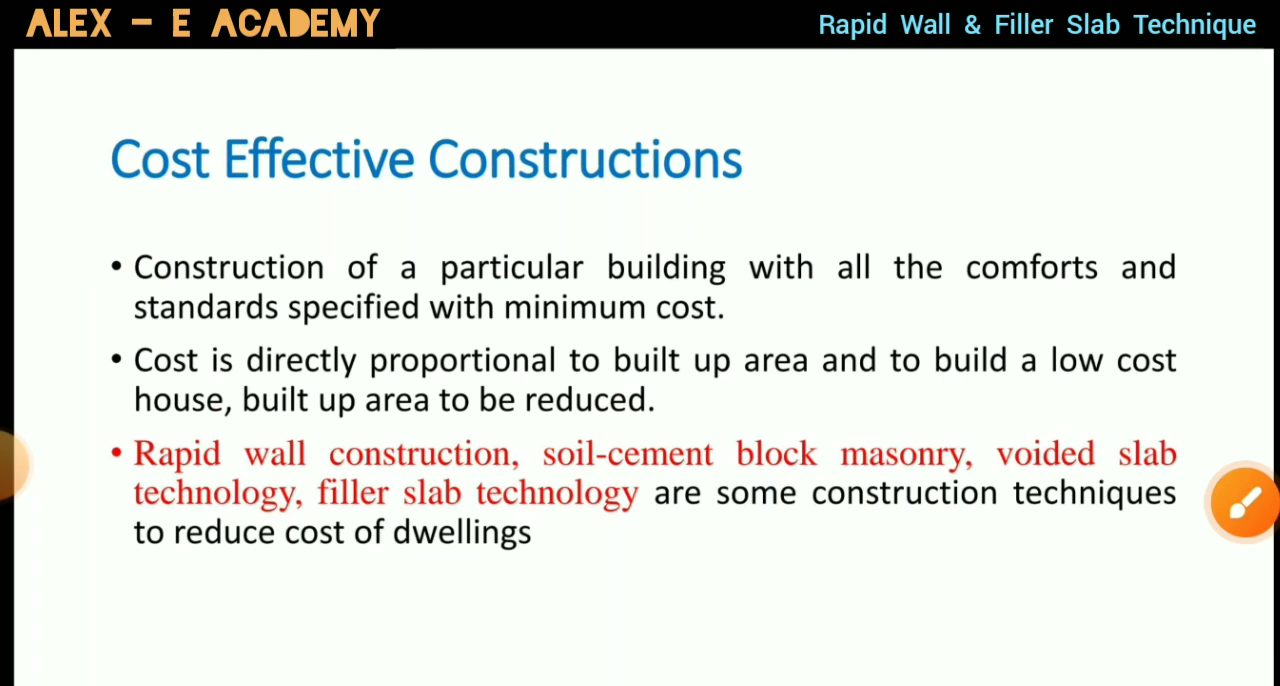 ALEX - E ACADEMY
Rapid Wall & Filler Slab Technique
Cost Effective Constructions
• Construction of a particular building with all the comforts and
standards specified with minimum cost.
• Cost is directly proportional to built up area and to build a low cost
house, built up area to be reduced.
• Rapid wall construction, soil-cement block masonry, voided slab
technology, filler slab technology are some construction techniques
to reduce cost of dwellings